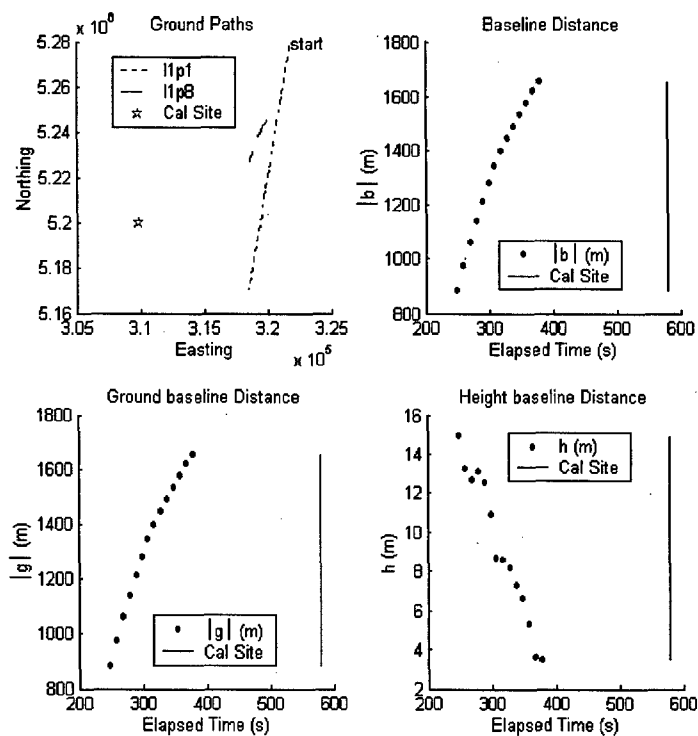 Ground Paths
× 10⁶
5.28
5.26
5.24
5.22
5.2
5.18
5.16
Northing
start
l1p1
l1p8
Cal Site
3.05
3.1
3.15
3.2
3.25
Easting
× 10⁵
Baseline Distance
1800
1600
1400
1200
1000
800
|b| (m)
|b| (m)
Cal Site
200
300
400
500
600
Elapsed Time (s)
Ground baseline Distance
1800
1600
1400
1200
1000
800
|g| (m)
|g| (m)
Cal Site
200
300
400
500
600
Elapsed Time (s)
Height baseline Distance
16
14
12
10
8
6
4
2
h (m)
h (m)
Cal Site
200
300
400
500
600
Elapsed Time (s)